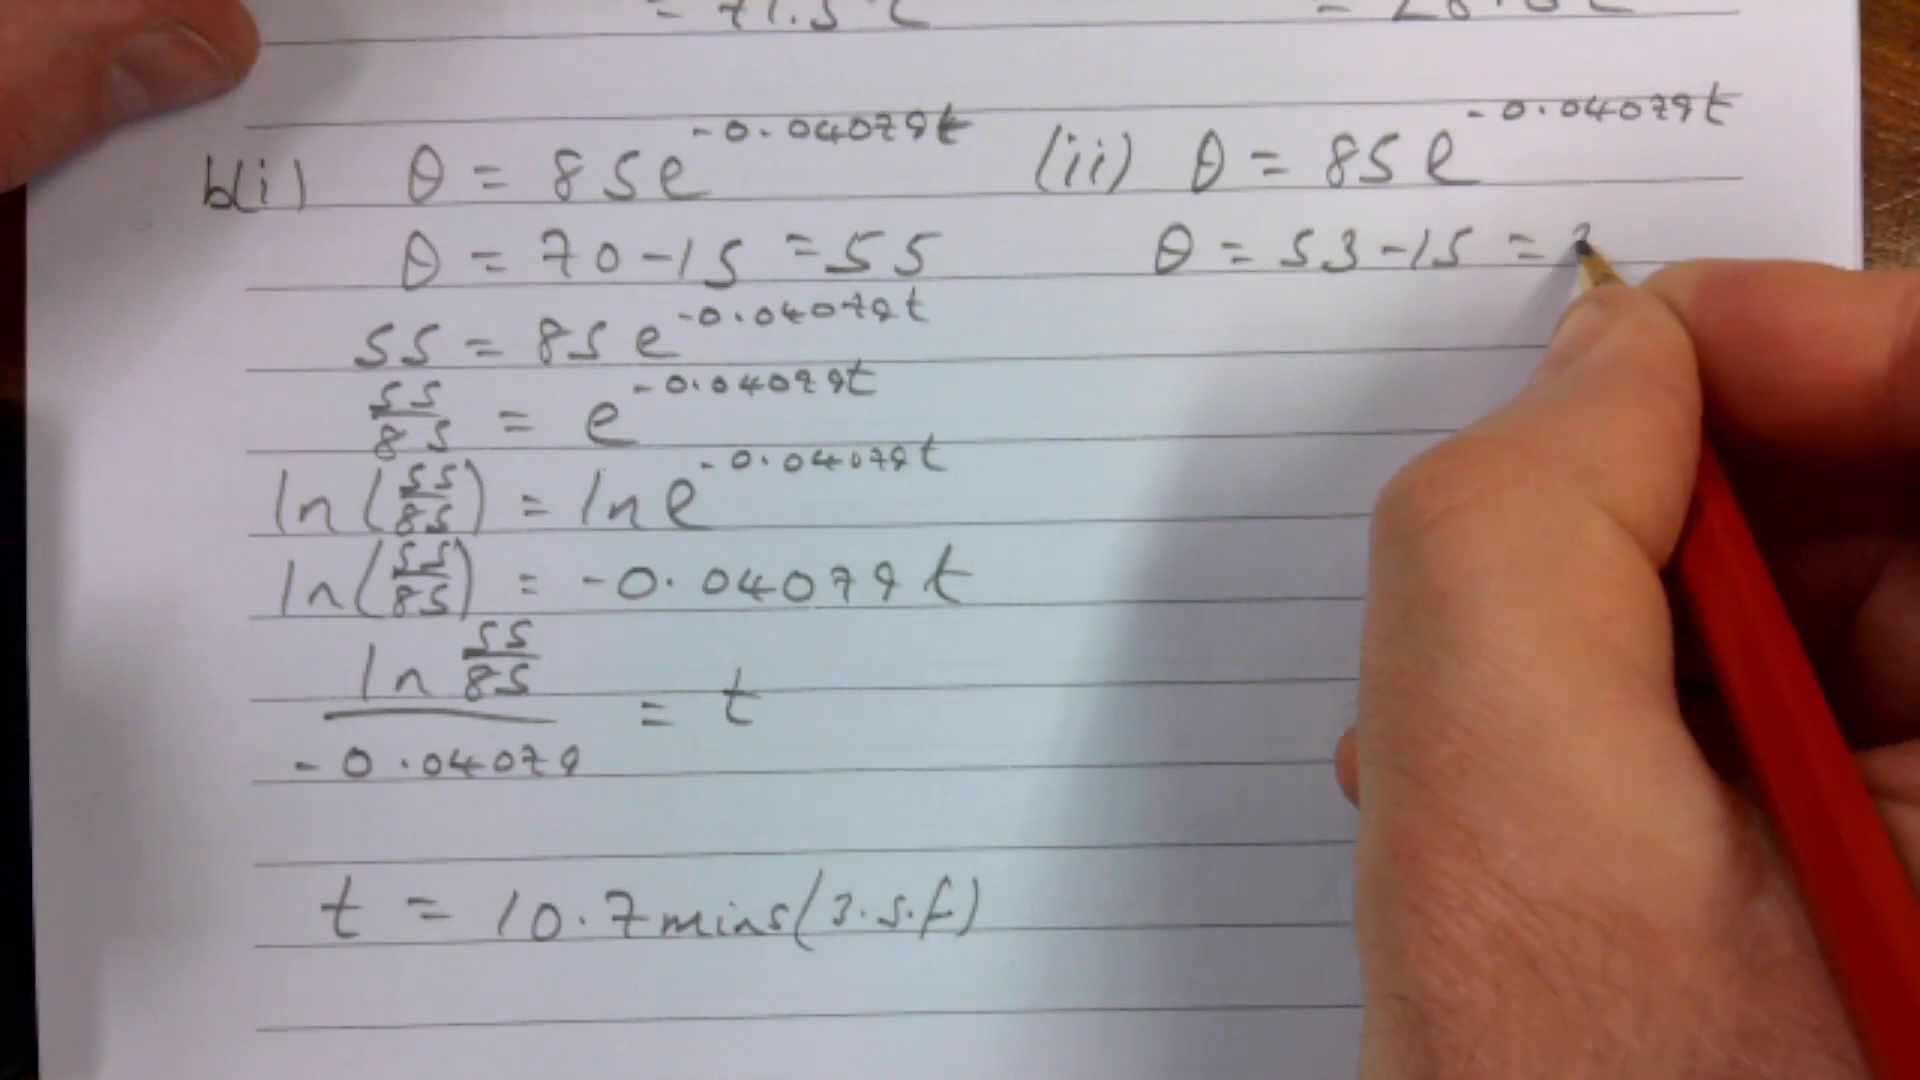 b(i) θ = 85e^-0.04079t
θ = 70-15 = 55
55 = 85e^-0.04079t
55/85 = e^-0.04079t
ln(55/85) = ln e^-0.04079t
ln(55/85) = -0.04079t
ln 55/85 / -0.04079 = t
t = 10.7mins(3.s.f)
(ii) θ = 85e^-0.04079t
θ = 53-15 =